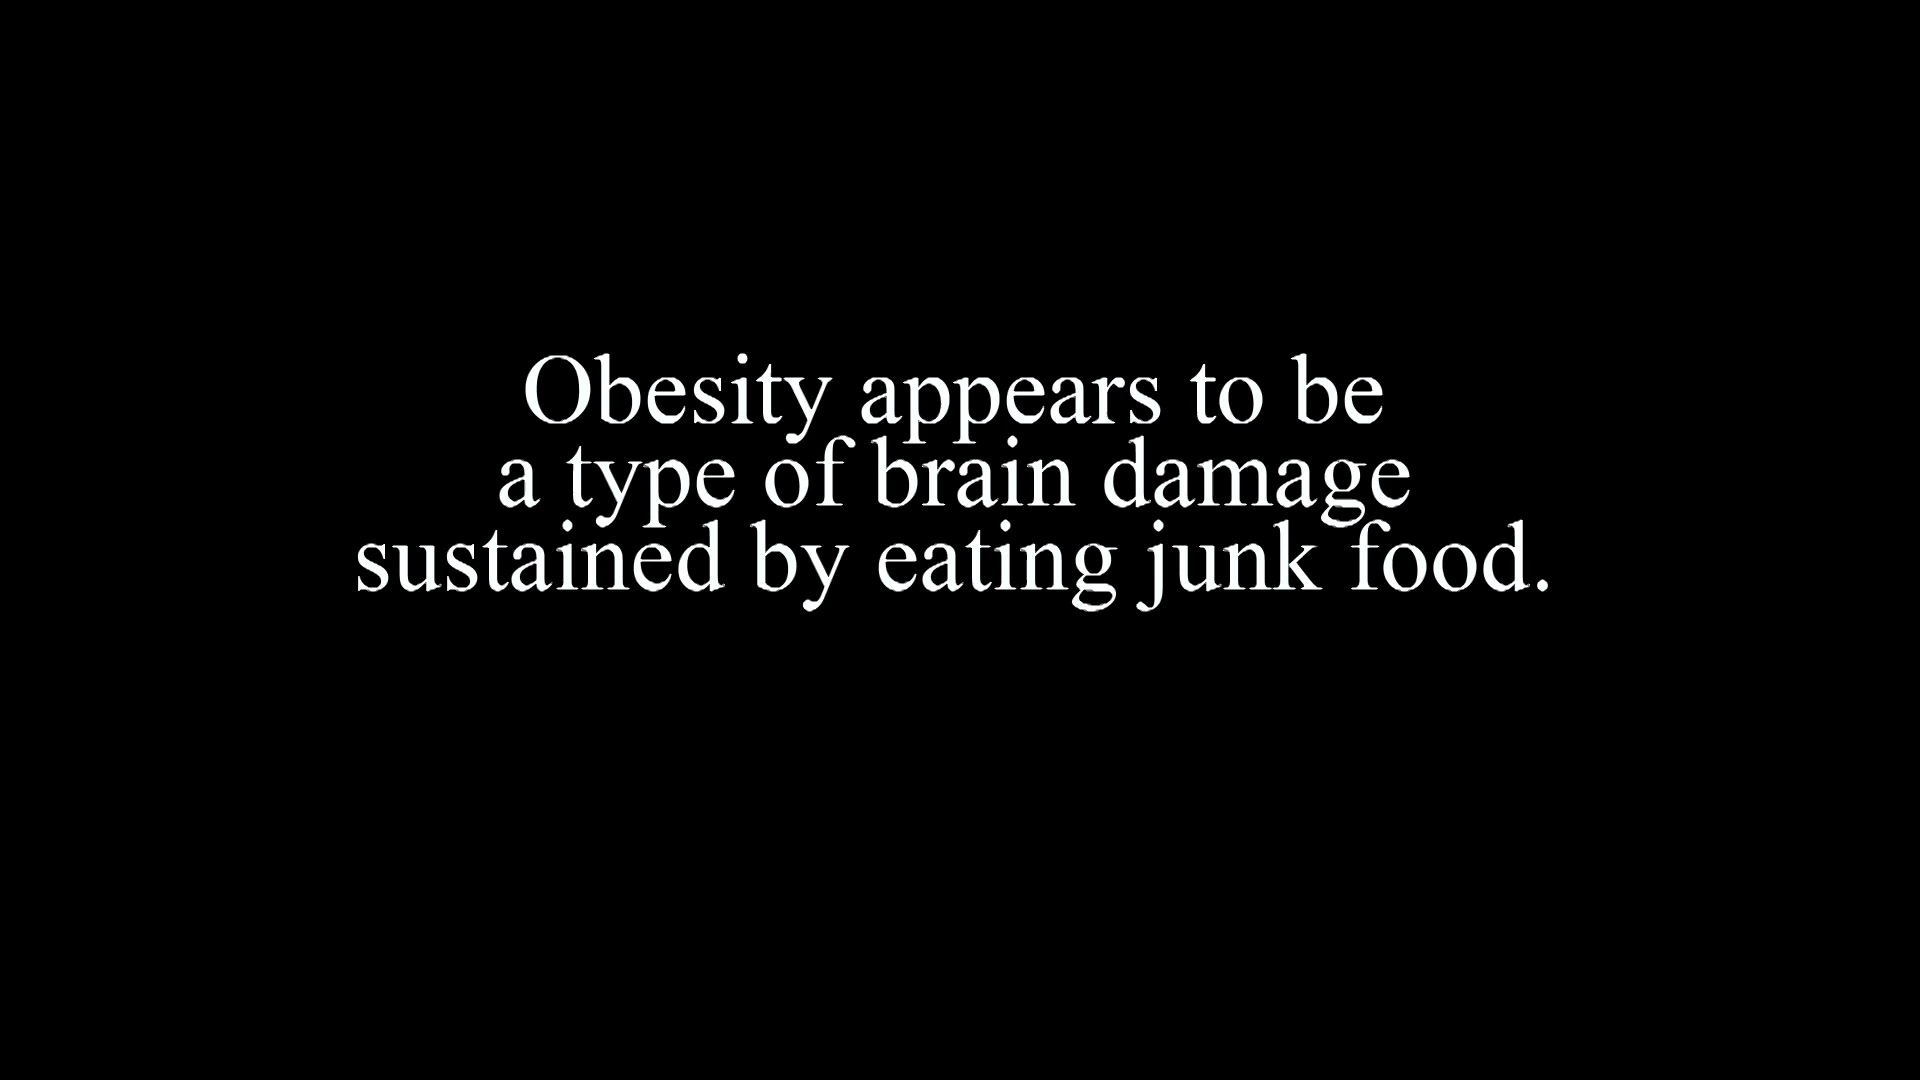 Obesity appears to be
a type of brain damage
sustained by eating junk food.